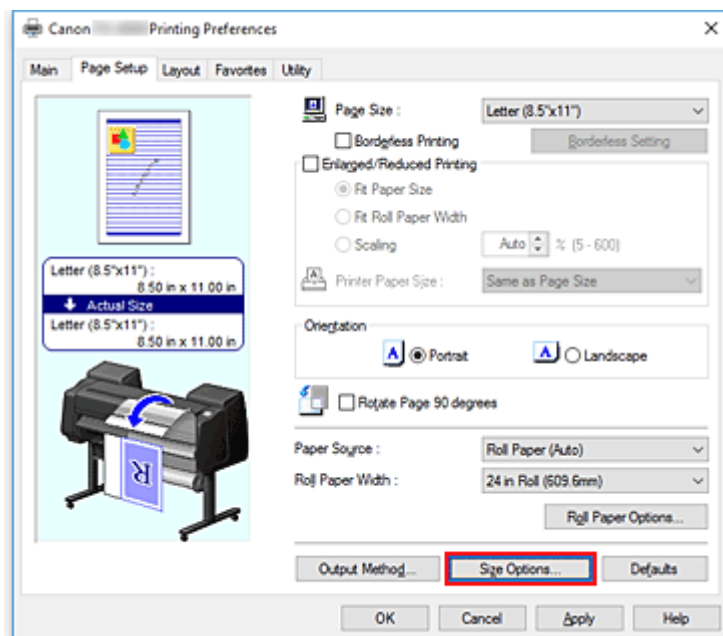 Canon Printing Preferences
Main Page Setup Layout Favorites Utility
Page Size : Letter (8.5"x11")
Borderless Printing Borderless Setting
Enlarged/Reduced Printing
Fit Paper Size
Fit Roll Paper Width
Scaling Auto % (5 - 600)
Printer Paper Size : Same as Page Size
Letter (8.5"x11") :
8.50 in x 11.00 in
Actual Size
Letter (8.5"x11") :
8.50 in x 11.00 in
Orientation
A Portrait A Landscape
Rotate Page 90 degrees
R
Paper Source : Roll Paper (Auto)
Roll Paper Width : 24 in Roll (609.6mm)
Roll Paper Options...
Output Method... Size Options... Defaults
OK Cancel Apply Help